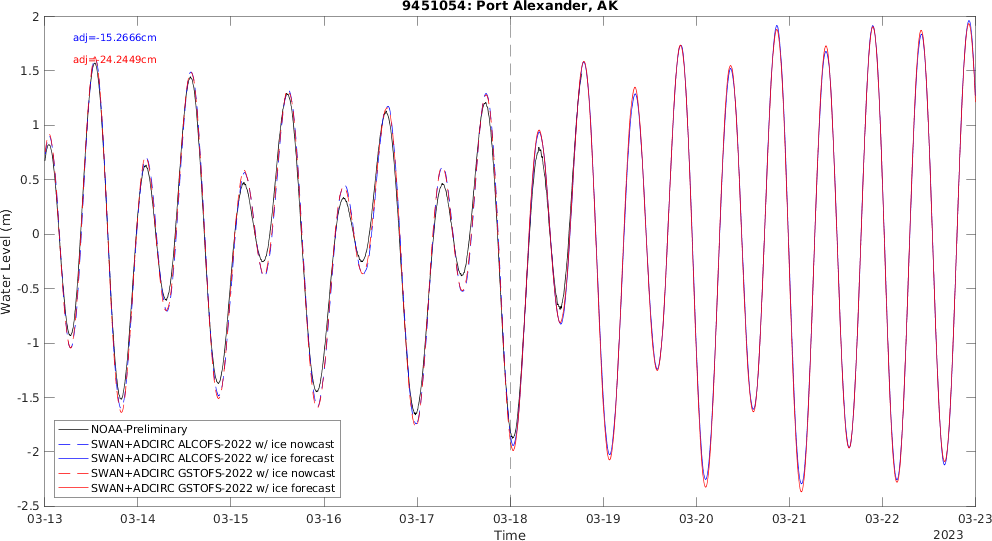 9451054: Port Alexander, AK
adj=-15.2666cm
adj=-24.2449cm
2
1.5
1
0.5
0
-0.5
-1
-1.5
-2
-2.5
Water Level (m)
NOAA-Preliminary
SWAN+ADCIRC ALCOFS-2022 w/ ice nowcast
SWAN+ADCIRC ALCOFS-2022 w/ ice forecast
SWAN+ADCIRC GSTOFS-2022 w/ ice nowcast
SWAN+ADCIRC GSTOFS-2022 w/ ice forecast
03-13 03-14 03-15 03-16 03-17 03-18 03-19 03-20 03-21 03-22 03-23
Time
2023